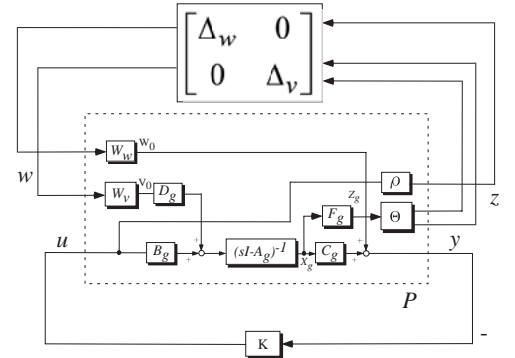 Δw 0
0 Δv
Ww w0
w
Wv v0 Dg
ρ
z
zg
Fg Θ
u
y
Bg + + (sI-Ag)-1 xg Cg + +
P
K
-